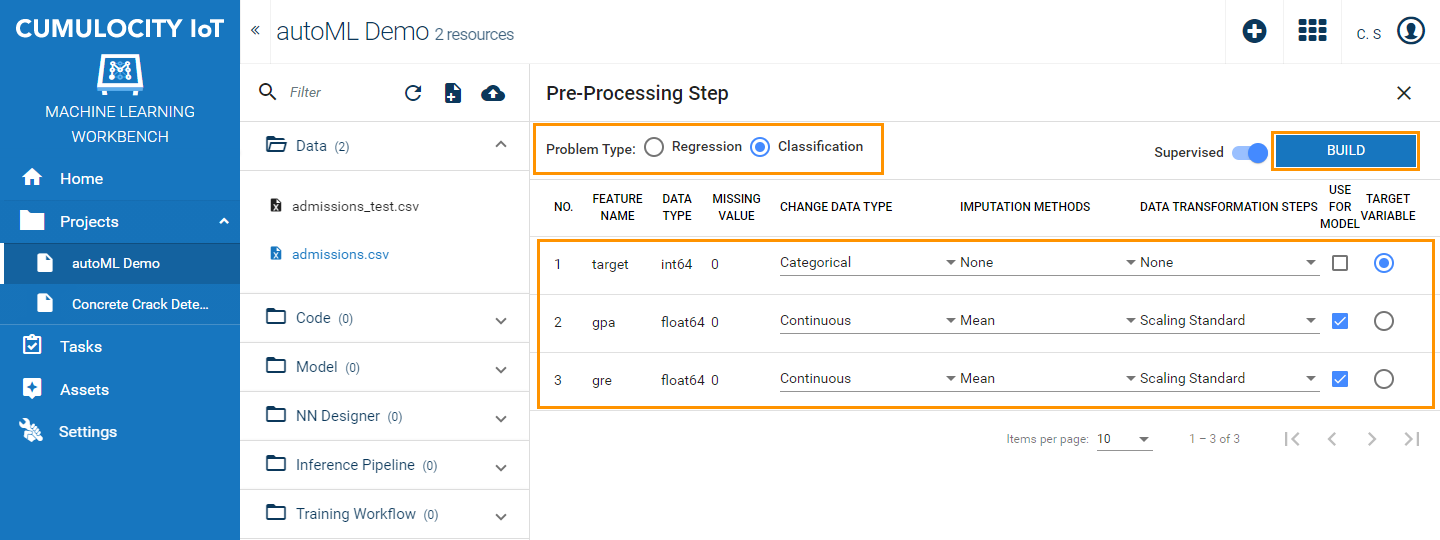 CUMULOCITY IoT
MACHINE LEARNING
WORKBENCH
Home
Projects
autoML Demo
Concrete Crack Dete...
Tasks
Assets
Settings
« autoML Demo 2 resources
C. S
Filter
Data (2)
admissions_test.csv
admissions.csv
Code (0)
Model (0)
NN Designer (0)
Inference Pipeline (0)
Training Workflow (0)
Pre-Processing Step
Problem Type: Regression Classification
Supervised BUILD
NO. FEATURE NAME DATA TYPE MISSING VALUE CHANGE DATA TYPE IMPUTATION METHODS DATA TRANSFORMATION STEPS USE FOR MODEL TARGET VARIABLE
1 target int64 0 Categorical None None
2 gpa float64 0 Continuous Mean Scaling Standard
3 gre float64 0 Continuous Mean Scaling Standard
Items per page: 10 1 – 3 of 3